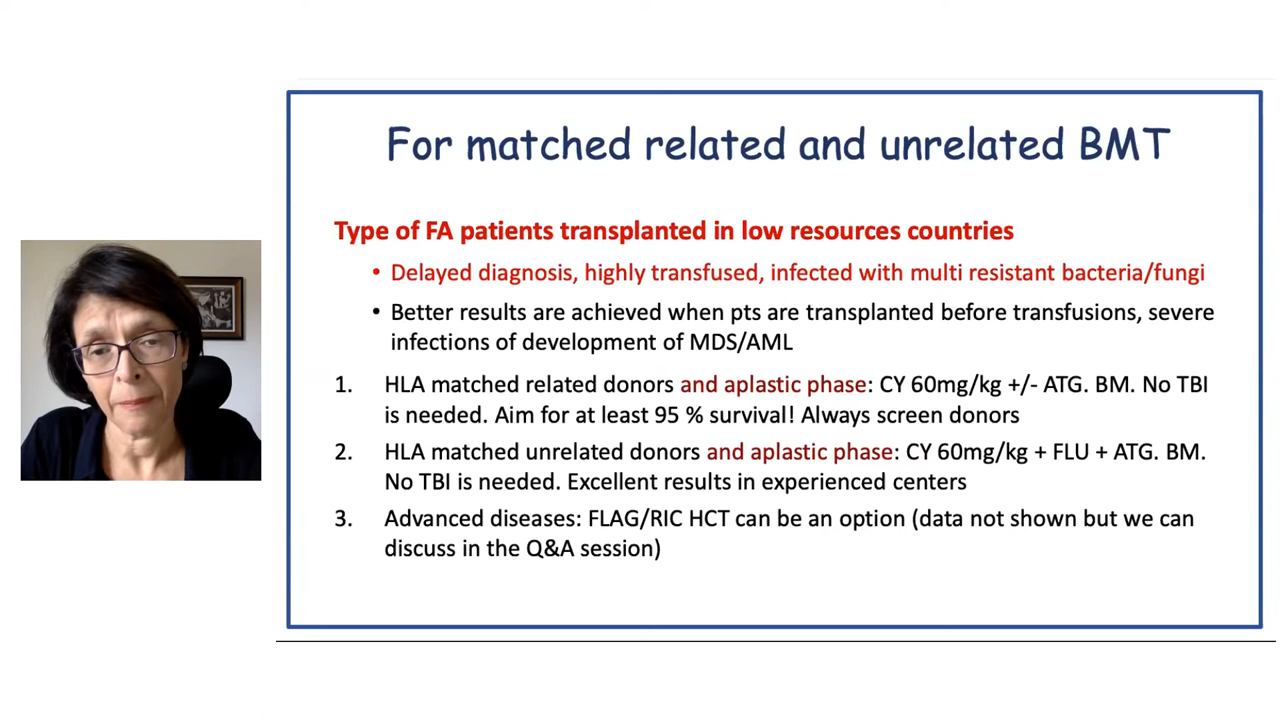 For matched related and unrelated BMT
Type of FA patients transplanted in low resources countries
• Delayed diagnosis, highly transfused, infected with multi resistant bacteria/fungi
• Better results are achieved when pts are transplanted before transfusions, severe
infections of development of MDS/AML
1. HLA matched related donors and aplastic phase: CY 60mg/kg +/- ATG. BM. No TBI
is needed. Aim for at least 95 % survival! Always screen donors
2. HLA matched unrelated donors and aplastic phase: CY 60mg/kg + FLU + ATG. BM.
No TBI is needed. Excellent results in experienced centers
3. Advanced diseases: FLAG/RIC HCT can be an option (data not shown but we can
discuss in the Q&A session)